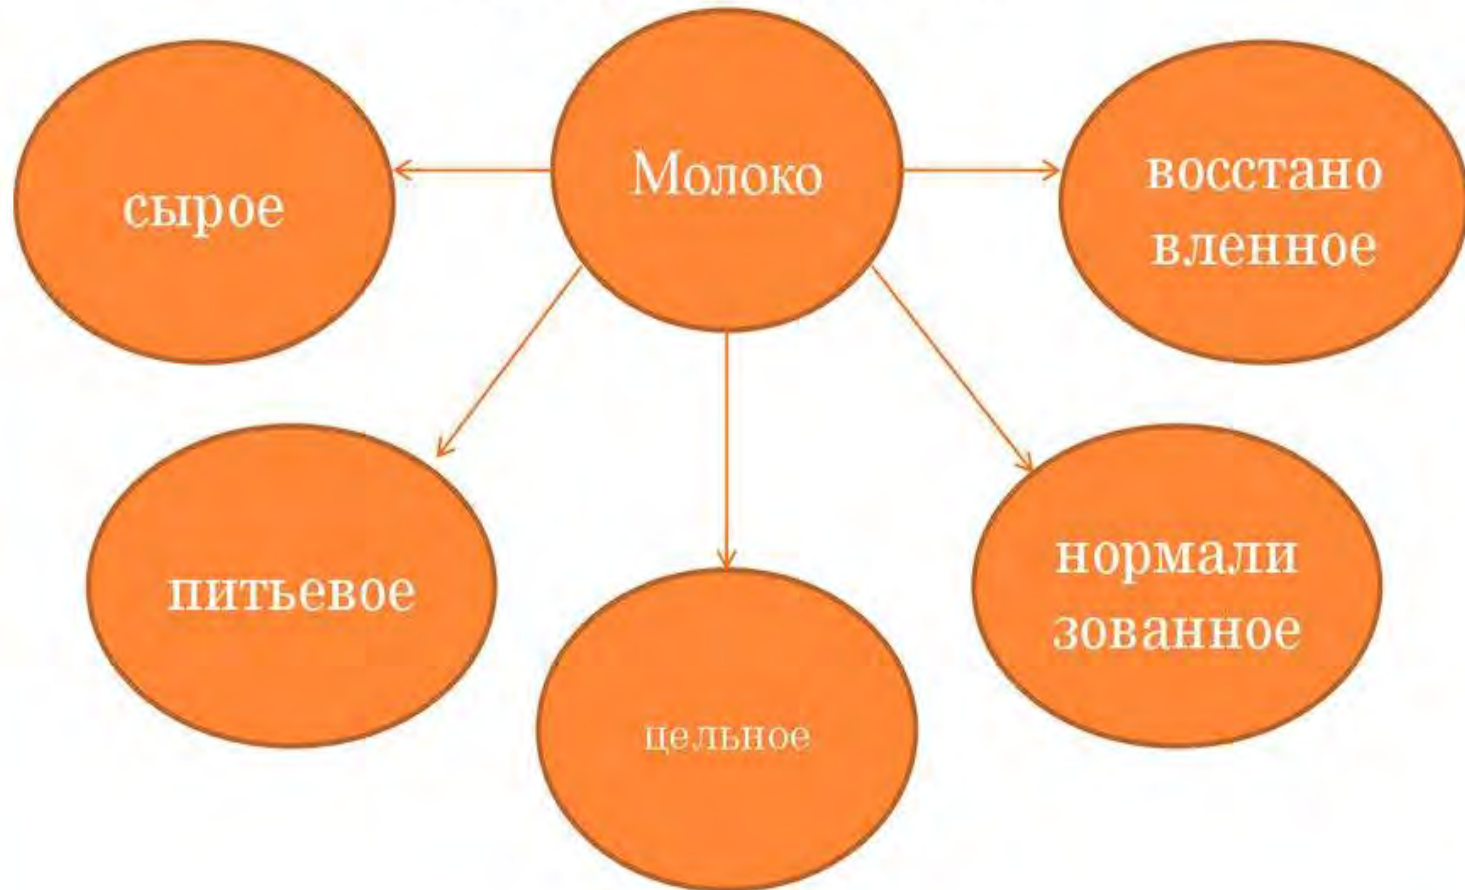 Молоко
сырое
восстано
вленное
питьевое
нормали
зованное
цельное